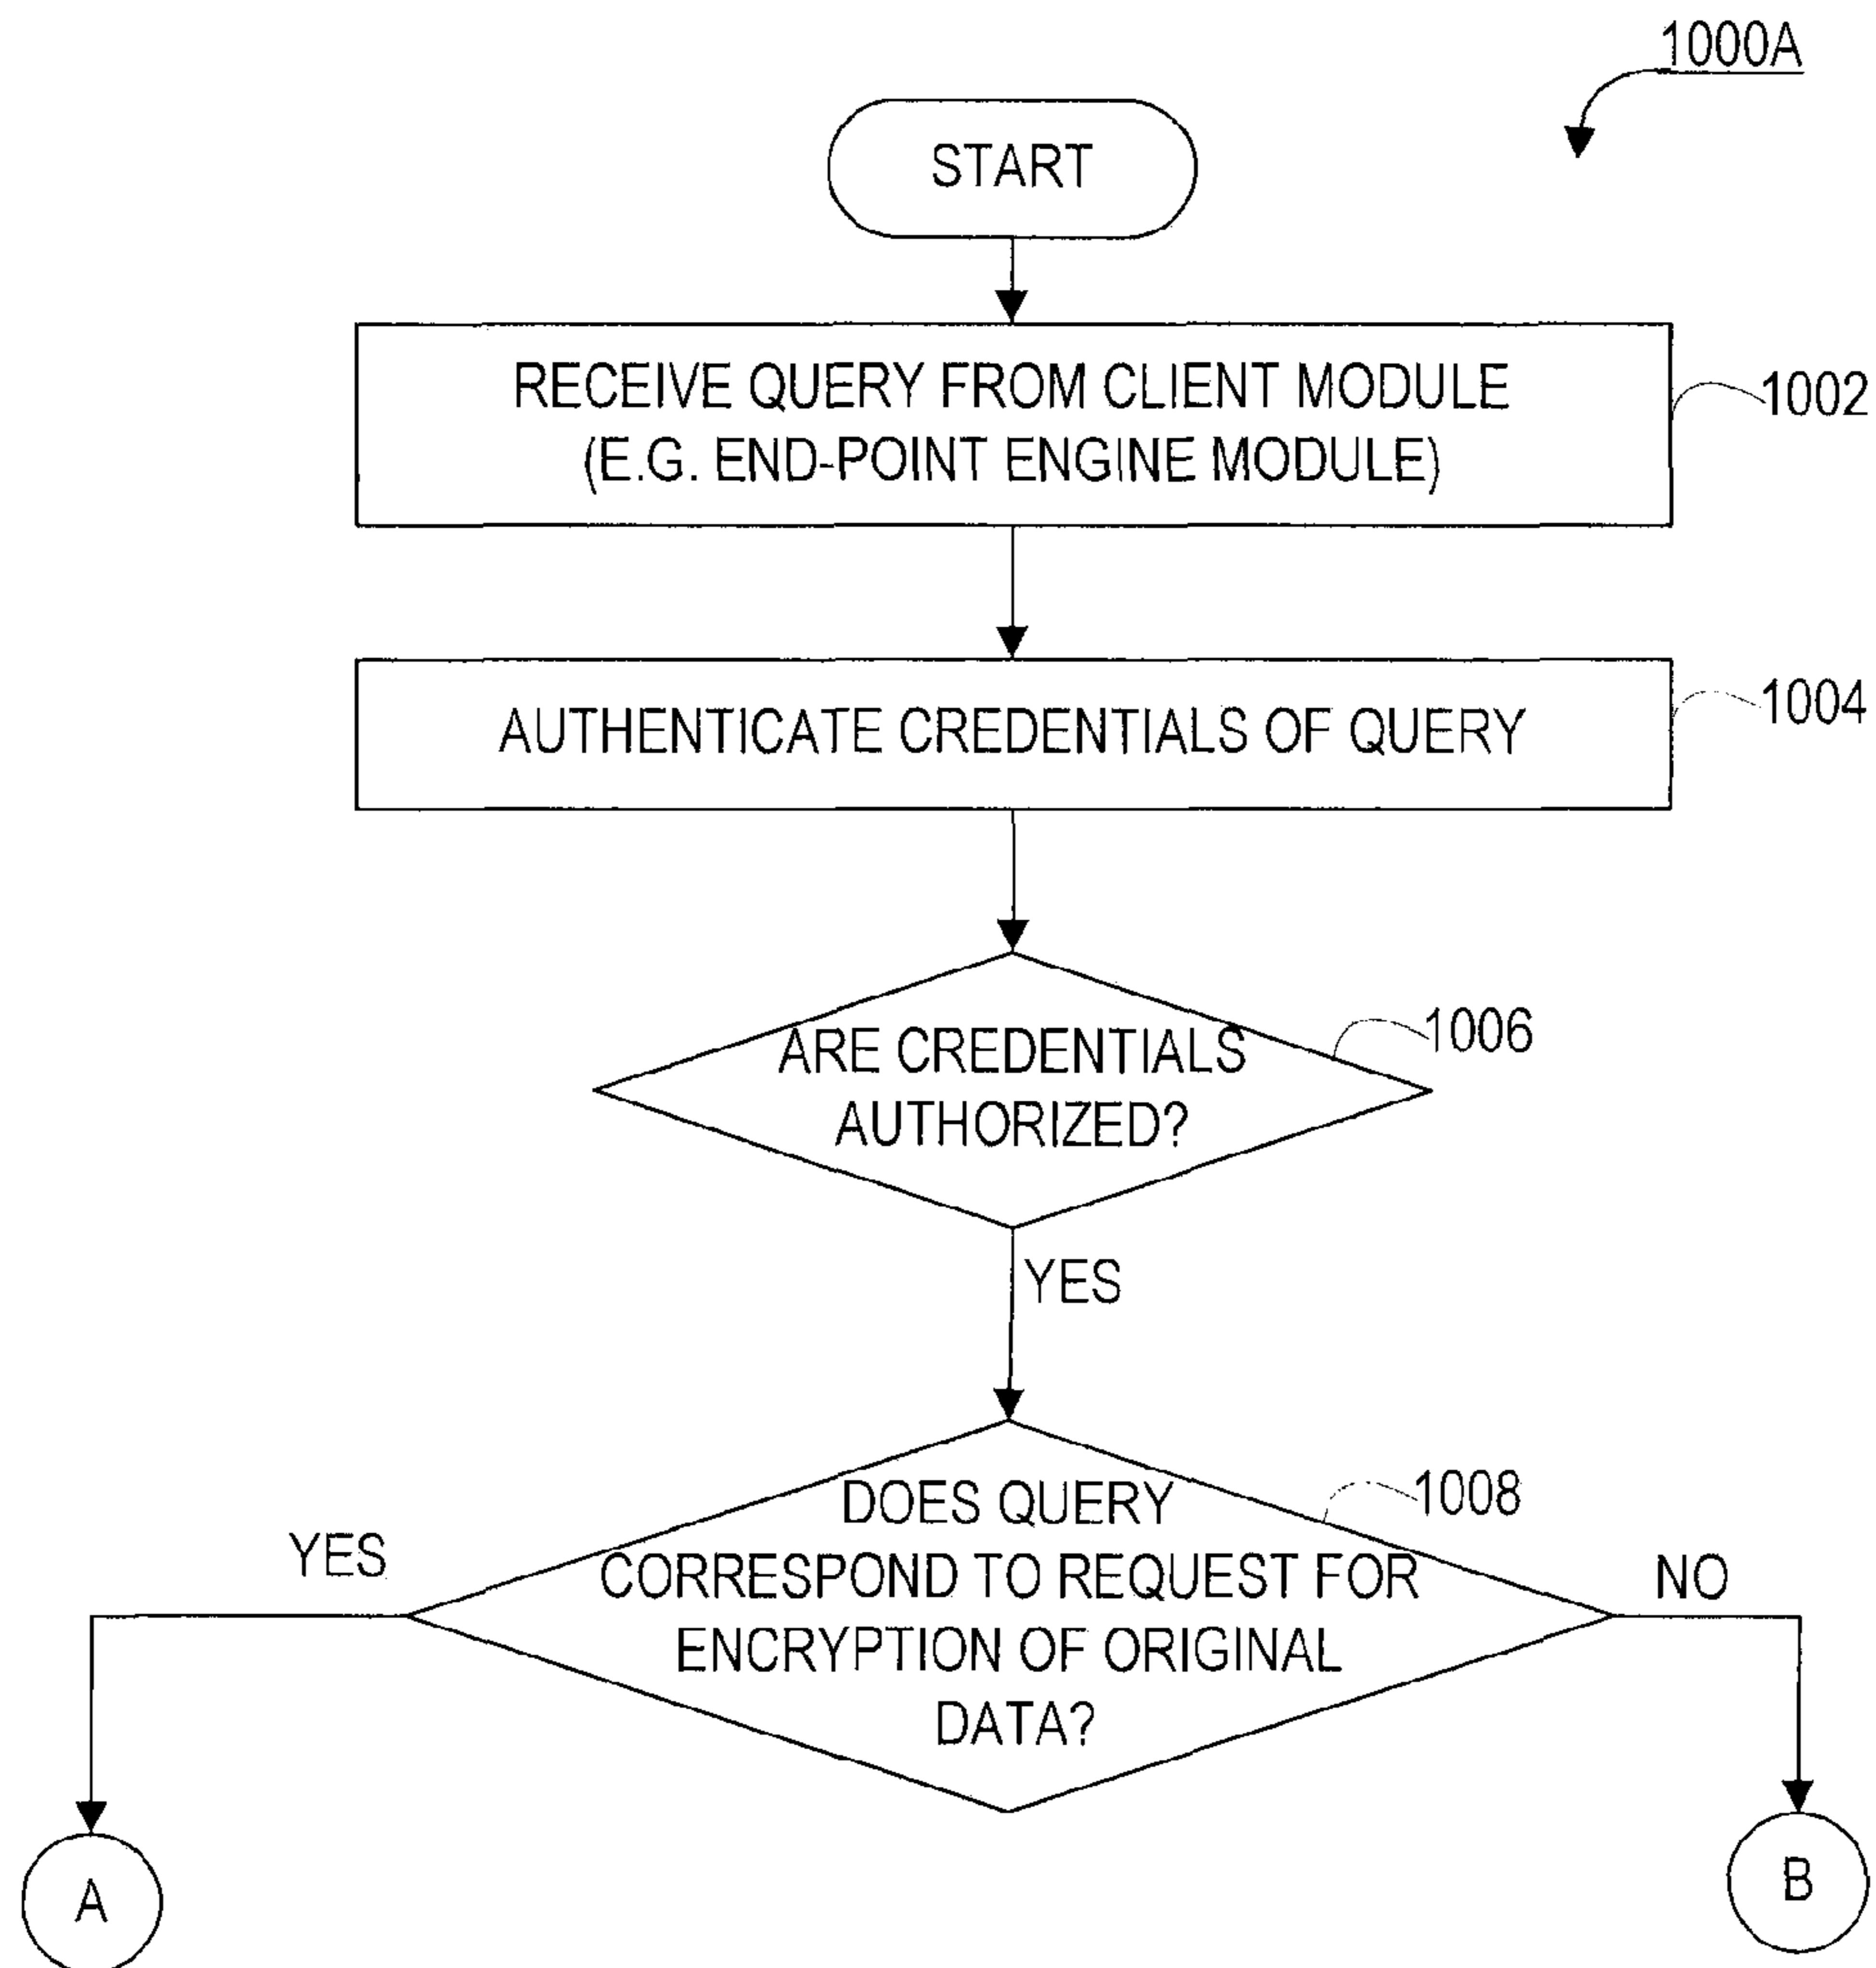 1000A
START
RECEIVE QUERY FROM CLIENT MODULE
(E.G. END-POINT ENGINE MODULE)
1002
AUTHENTICATE CREDENTIALS OF QUERY
1004
ARE CREDENTIALS
AUTHORIZED?
1006
YES
DOES QUERY
CORRESPOND TO REQUEST FOR
ENCRYPTION OF ORIGINAL
DATA?
1008
YES
NO
A
B